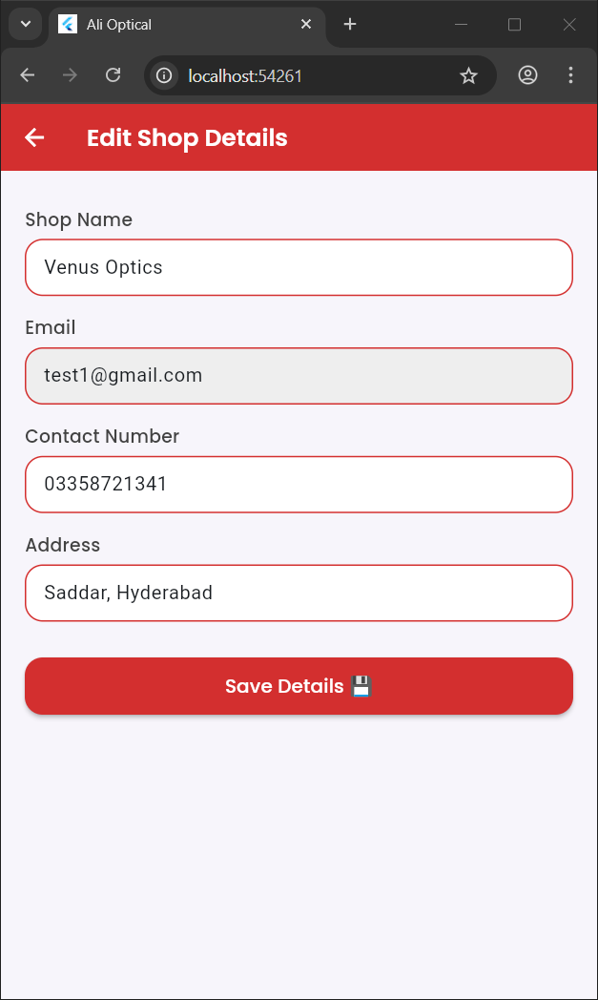 Ali Optical
localhost:54261
Edit Shop Details
Shop Name
Venus Optics
Email
test1@gmail.com
Contact Number
03358721341
Address
Saddar, Hyderabad
Save Details 💾